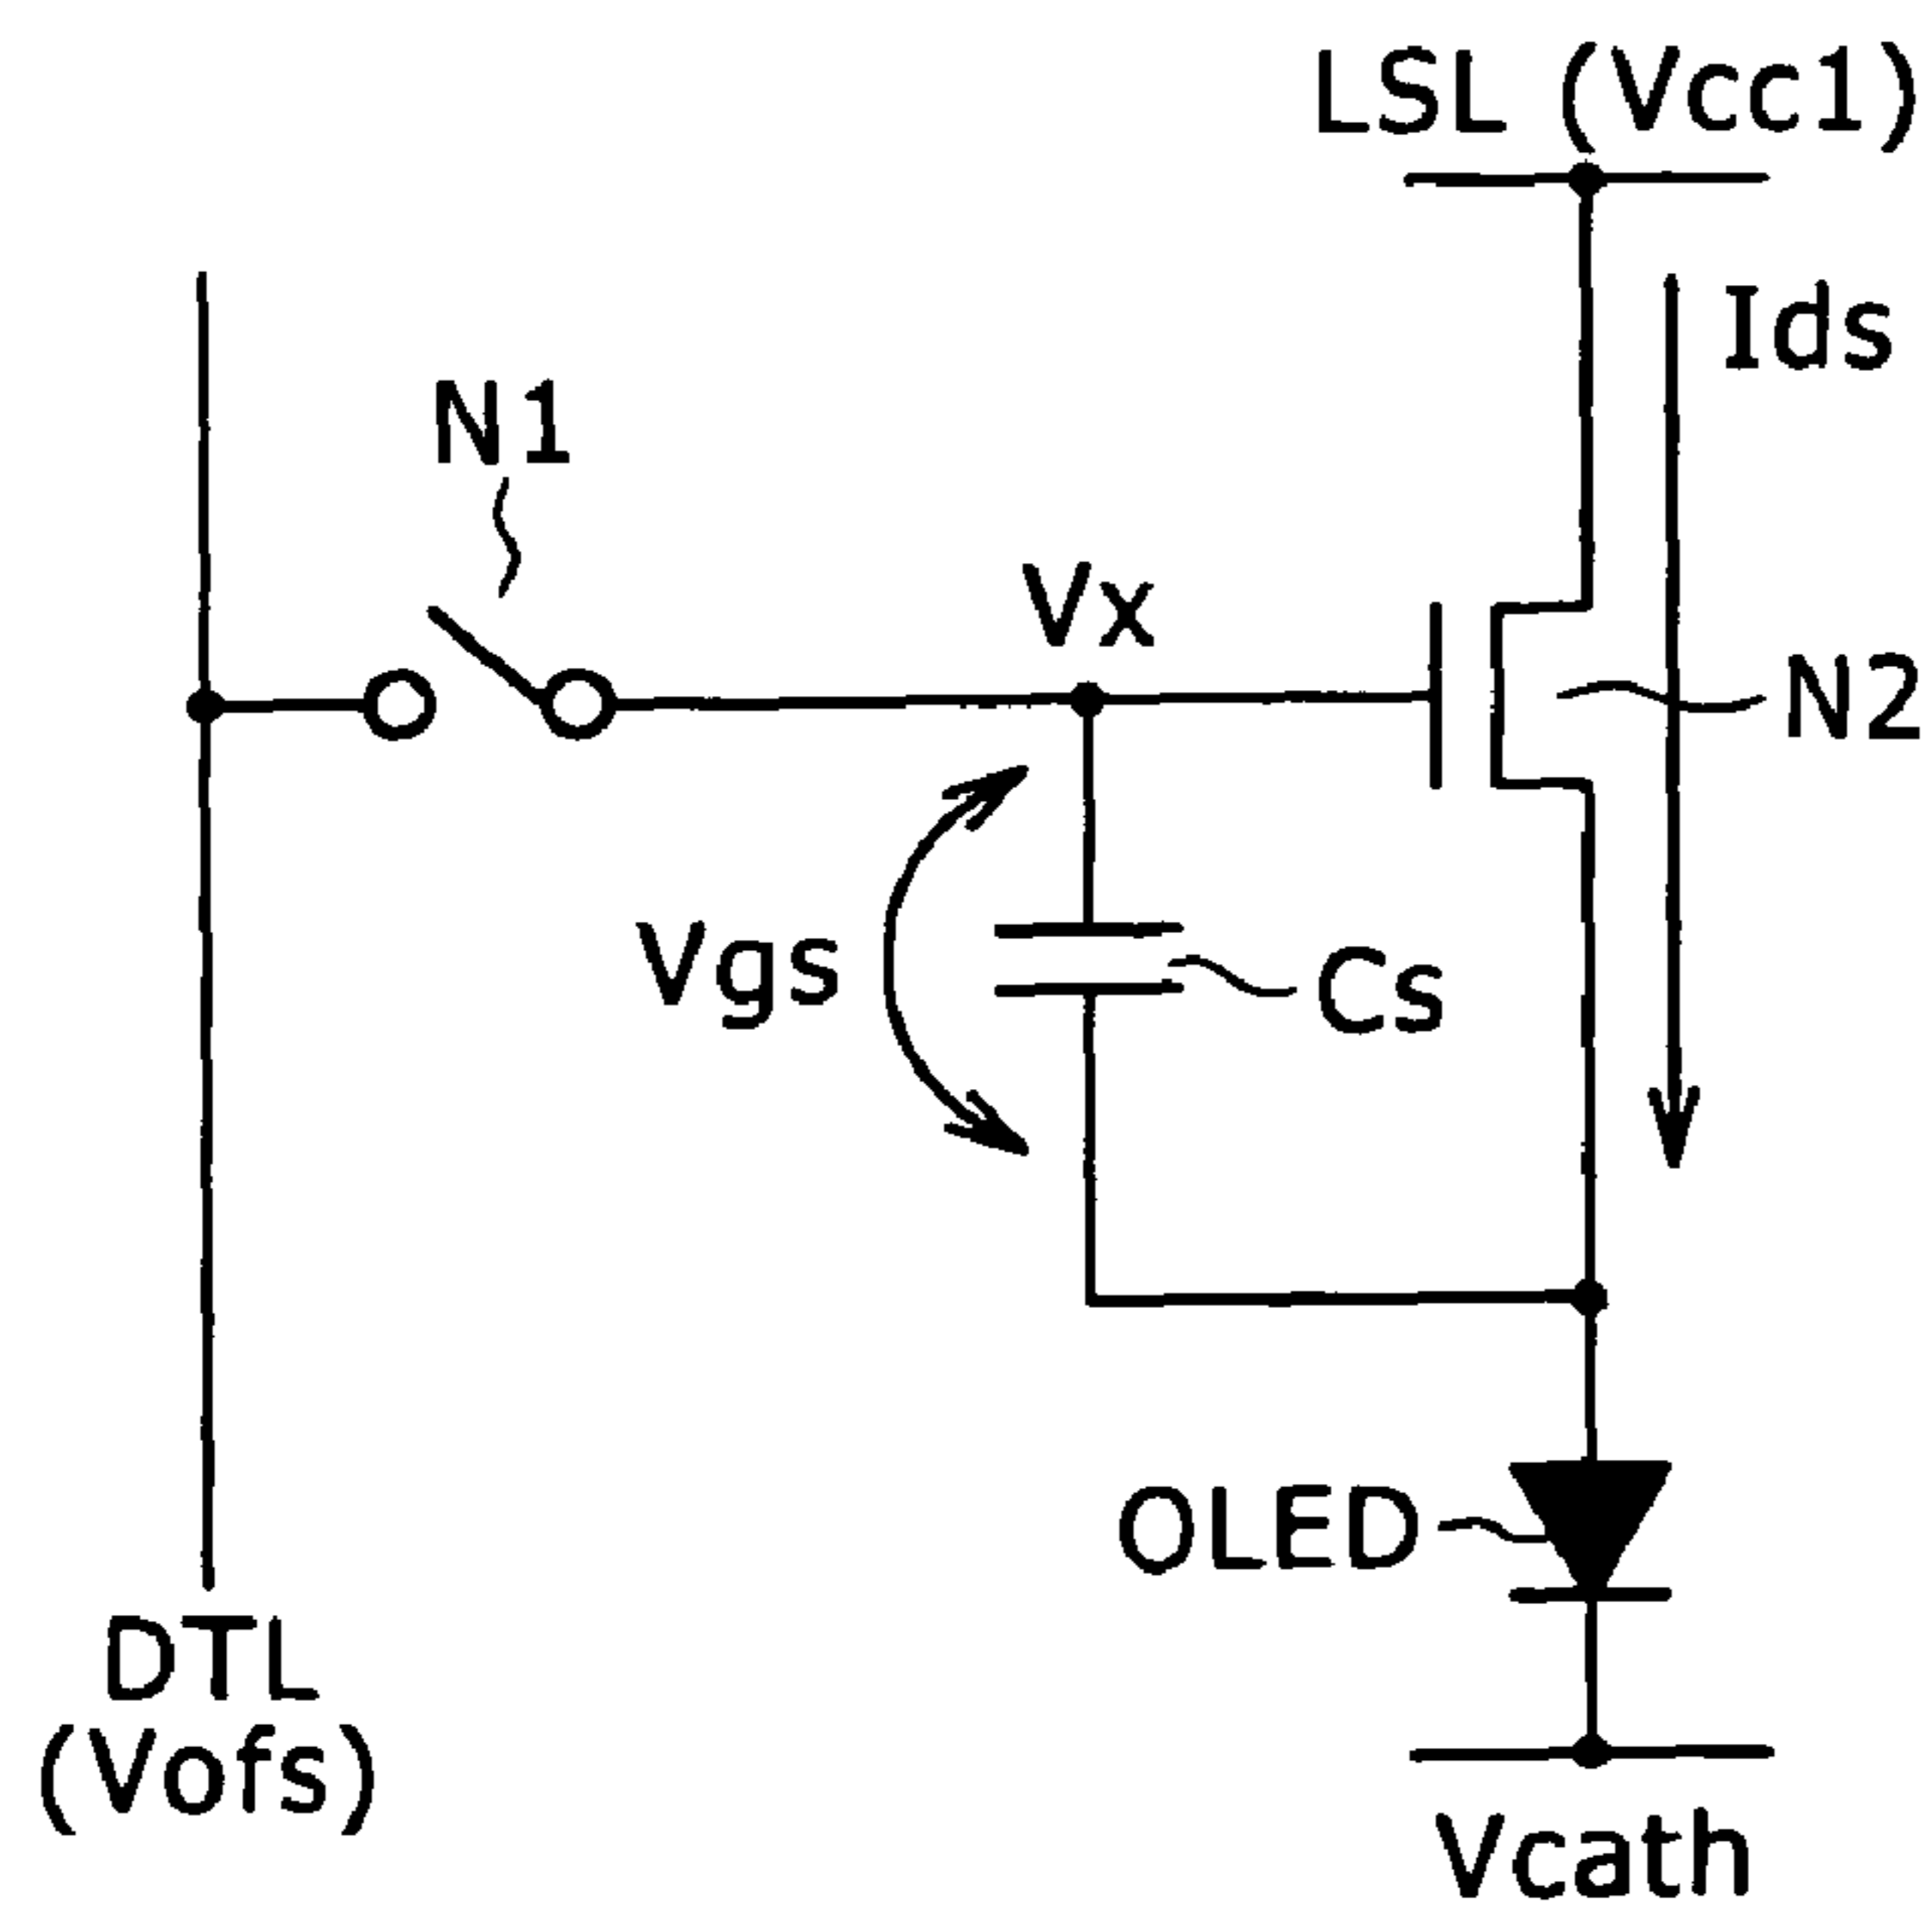 LSL (Vcc1)
Ids
N1
Vx
N2
Vgs
Cs
OLED
DTL
(Vofs)
Vcath